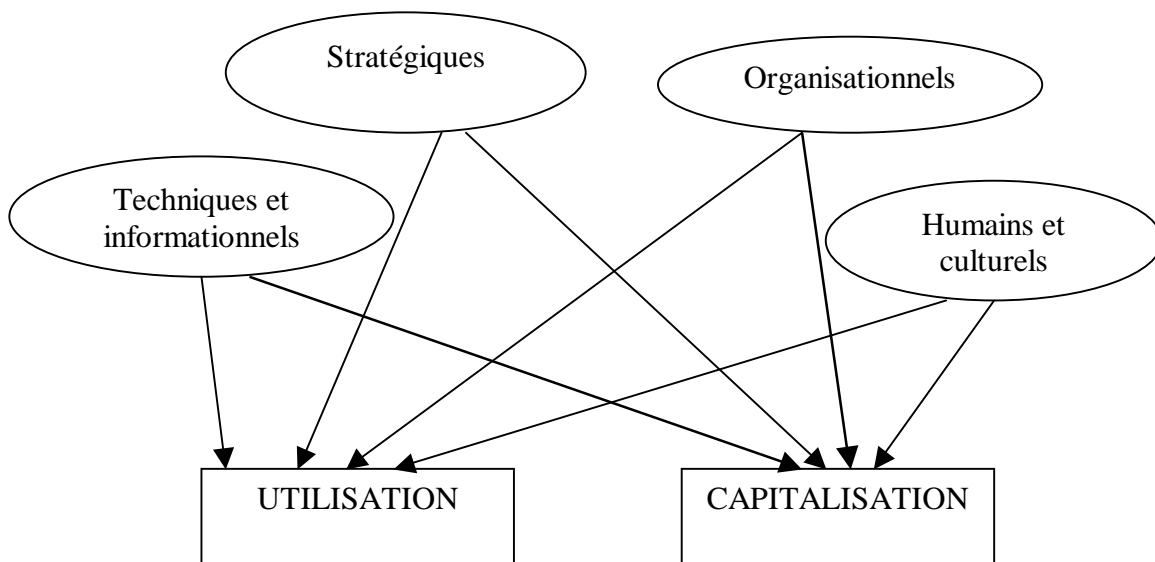 Stratégiques
Organisationnels
Techniques et
informationnels
Humains et
culturels
UTILISATION
CAPITALISATION